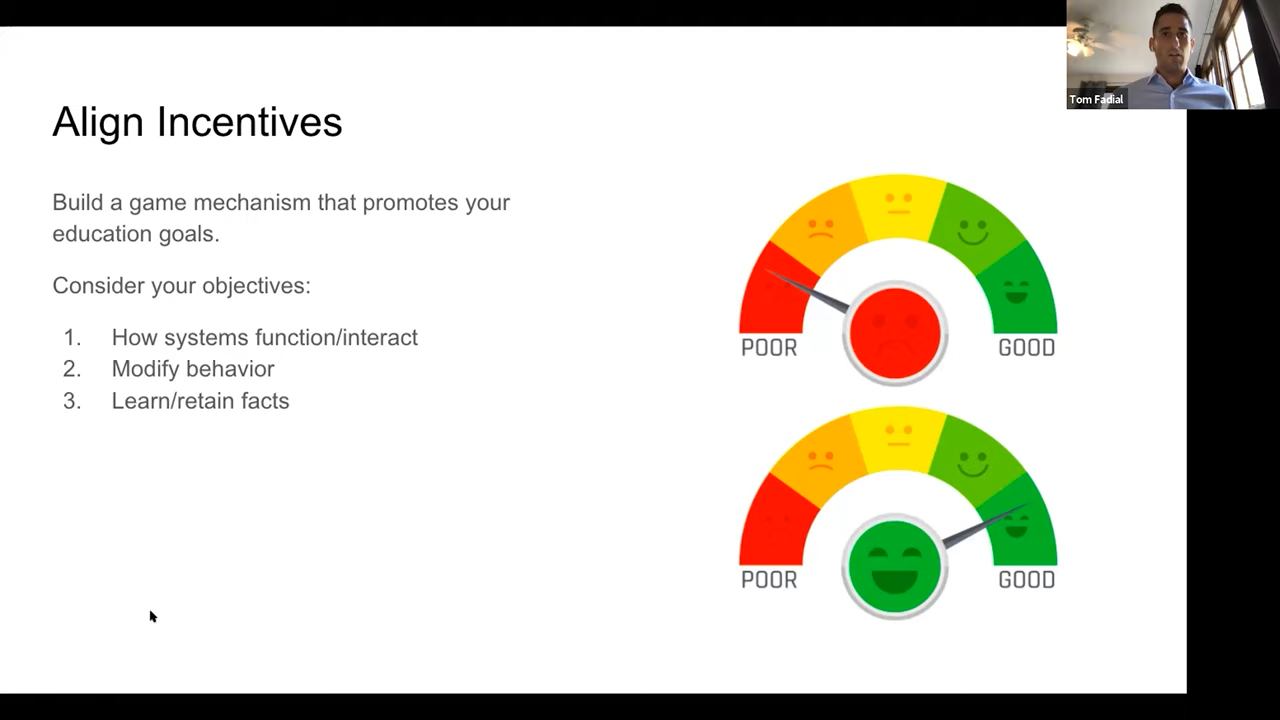 Tom Fadial
Align Incentives
Build a game mechanism that promotes your
education goals.
Consider your objectives:
1. How systems function/interact
2. Modify behavior
3. Learn/retain facts
POOR
GOOD
POOR
GOOD